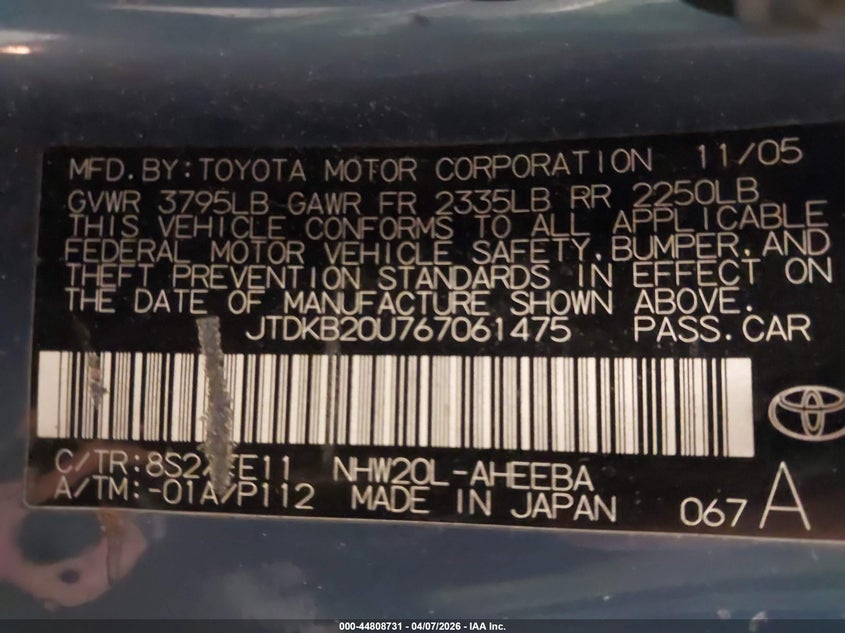 MFD.BY:TOYOTA MOTOR CORPORATION 11/05
GVWR 3795LB GAWR FR 2335LB RR 2250LB
THIS VEHICLE CONFORMS TO ALL APPLICABLE
FEDERAL MOTOR VEHICLE SAFETY,BUMPER,AND
THEFT PREVENTION STANDARDS IN EFFECT ON
THE DATE OF MANUFACTURE SHOWN ABOVE.
JTDKB20U767061475 PASS.CAR
C/TR: NHW20L-AHEEBA
A/TM:-01A/P112 MADE IN JAPAN 067 A
000-44808731 - 04/07/2026 - IAA Inc.